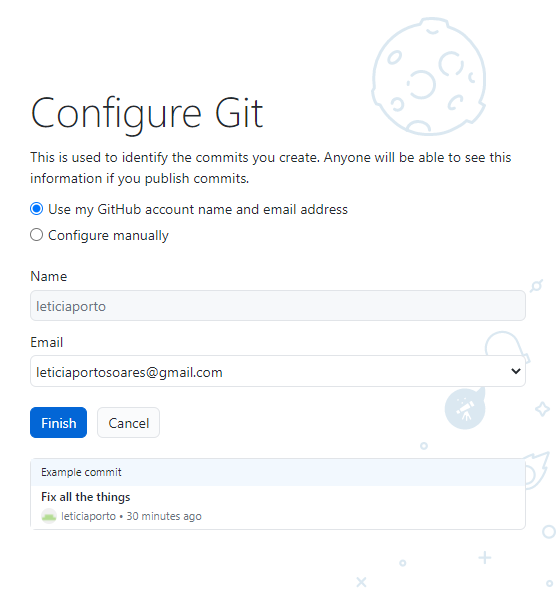 Configure Git
This is used to identify the commits you create. Anyone will be able to see this
information if you publish commits.
Use my GitHub account name and email address
Configure manually
Name
leticiaporto
Email
leticiaportosoares@gmail.com
Finish
Cancel
Example commit
Fix all the things
leticiaporto • 30 minutes ago